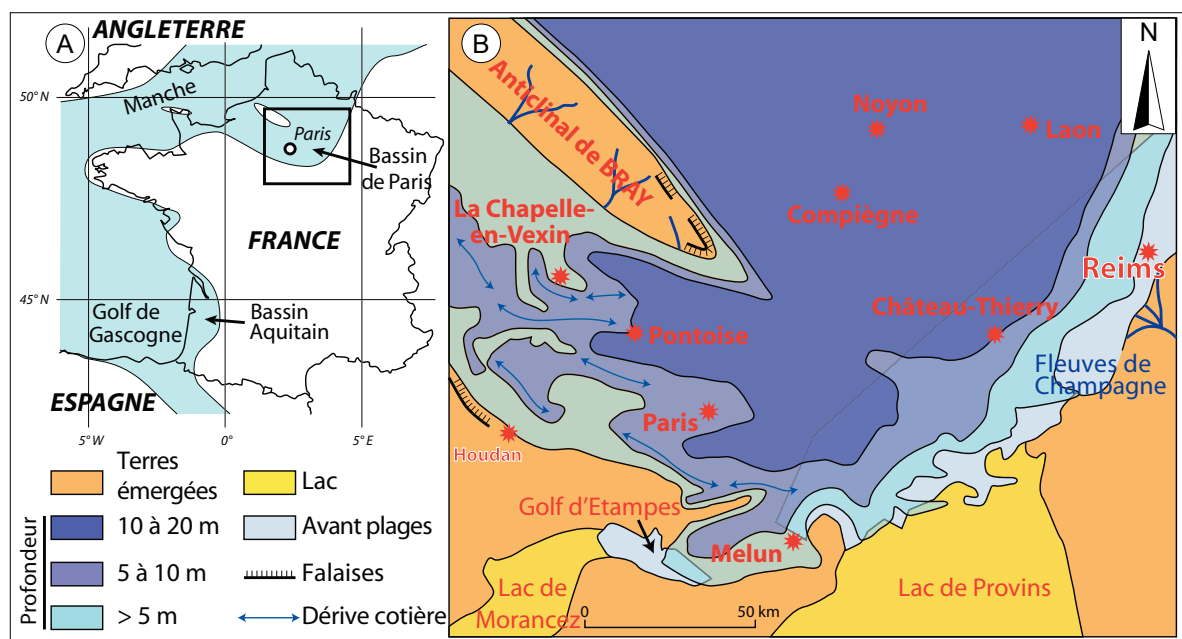 A
ANGLETERRE
50° N
Manche
Paris
Bassin
de Paris
FRANCE
45° N
Golf de
Gascogne
Bassin
Aquitain
ESPAGNE
5° W
0°
5° E
Terres
émergées
Lac
Profondeur
10 à 20 m
Avant plages
5 à 10 m
Falaises
> 5 m
Dérive cotière
B
N
Anticlinal de BRAY
Noyon
Laon
La Chapelle-
en-Vexin
Compiègne
Reims
Château-Thierry
Pontoise
Fleuves de
Champagne
Paris
Houdan
Golf d'Etampes
Melun
Lac de
Morancez
Lac de Provins
0
50 km